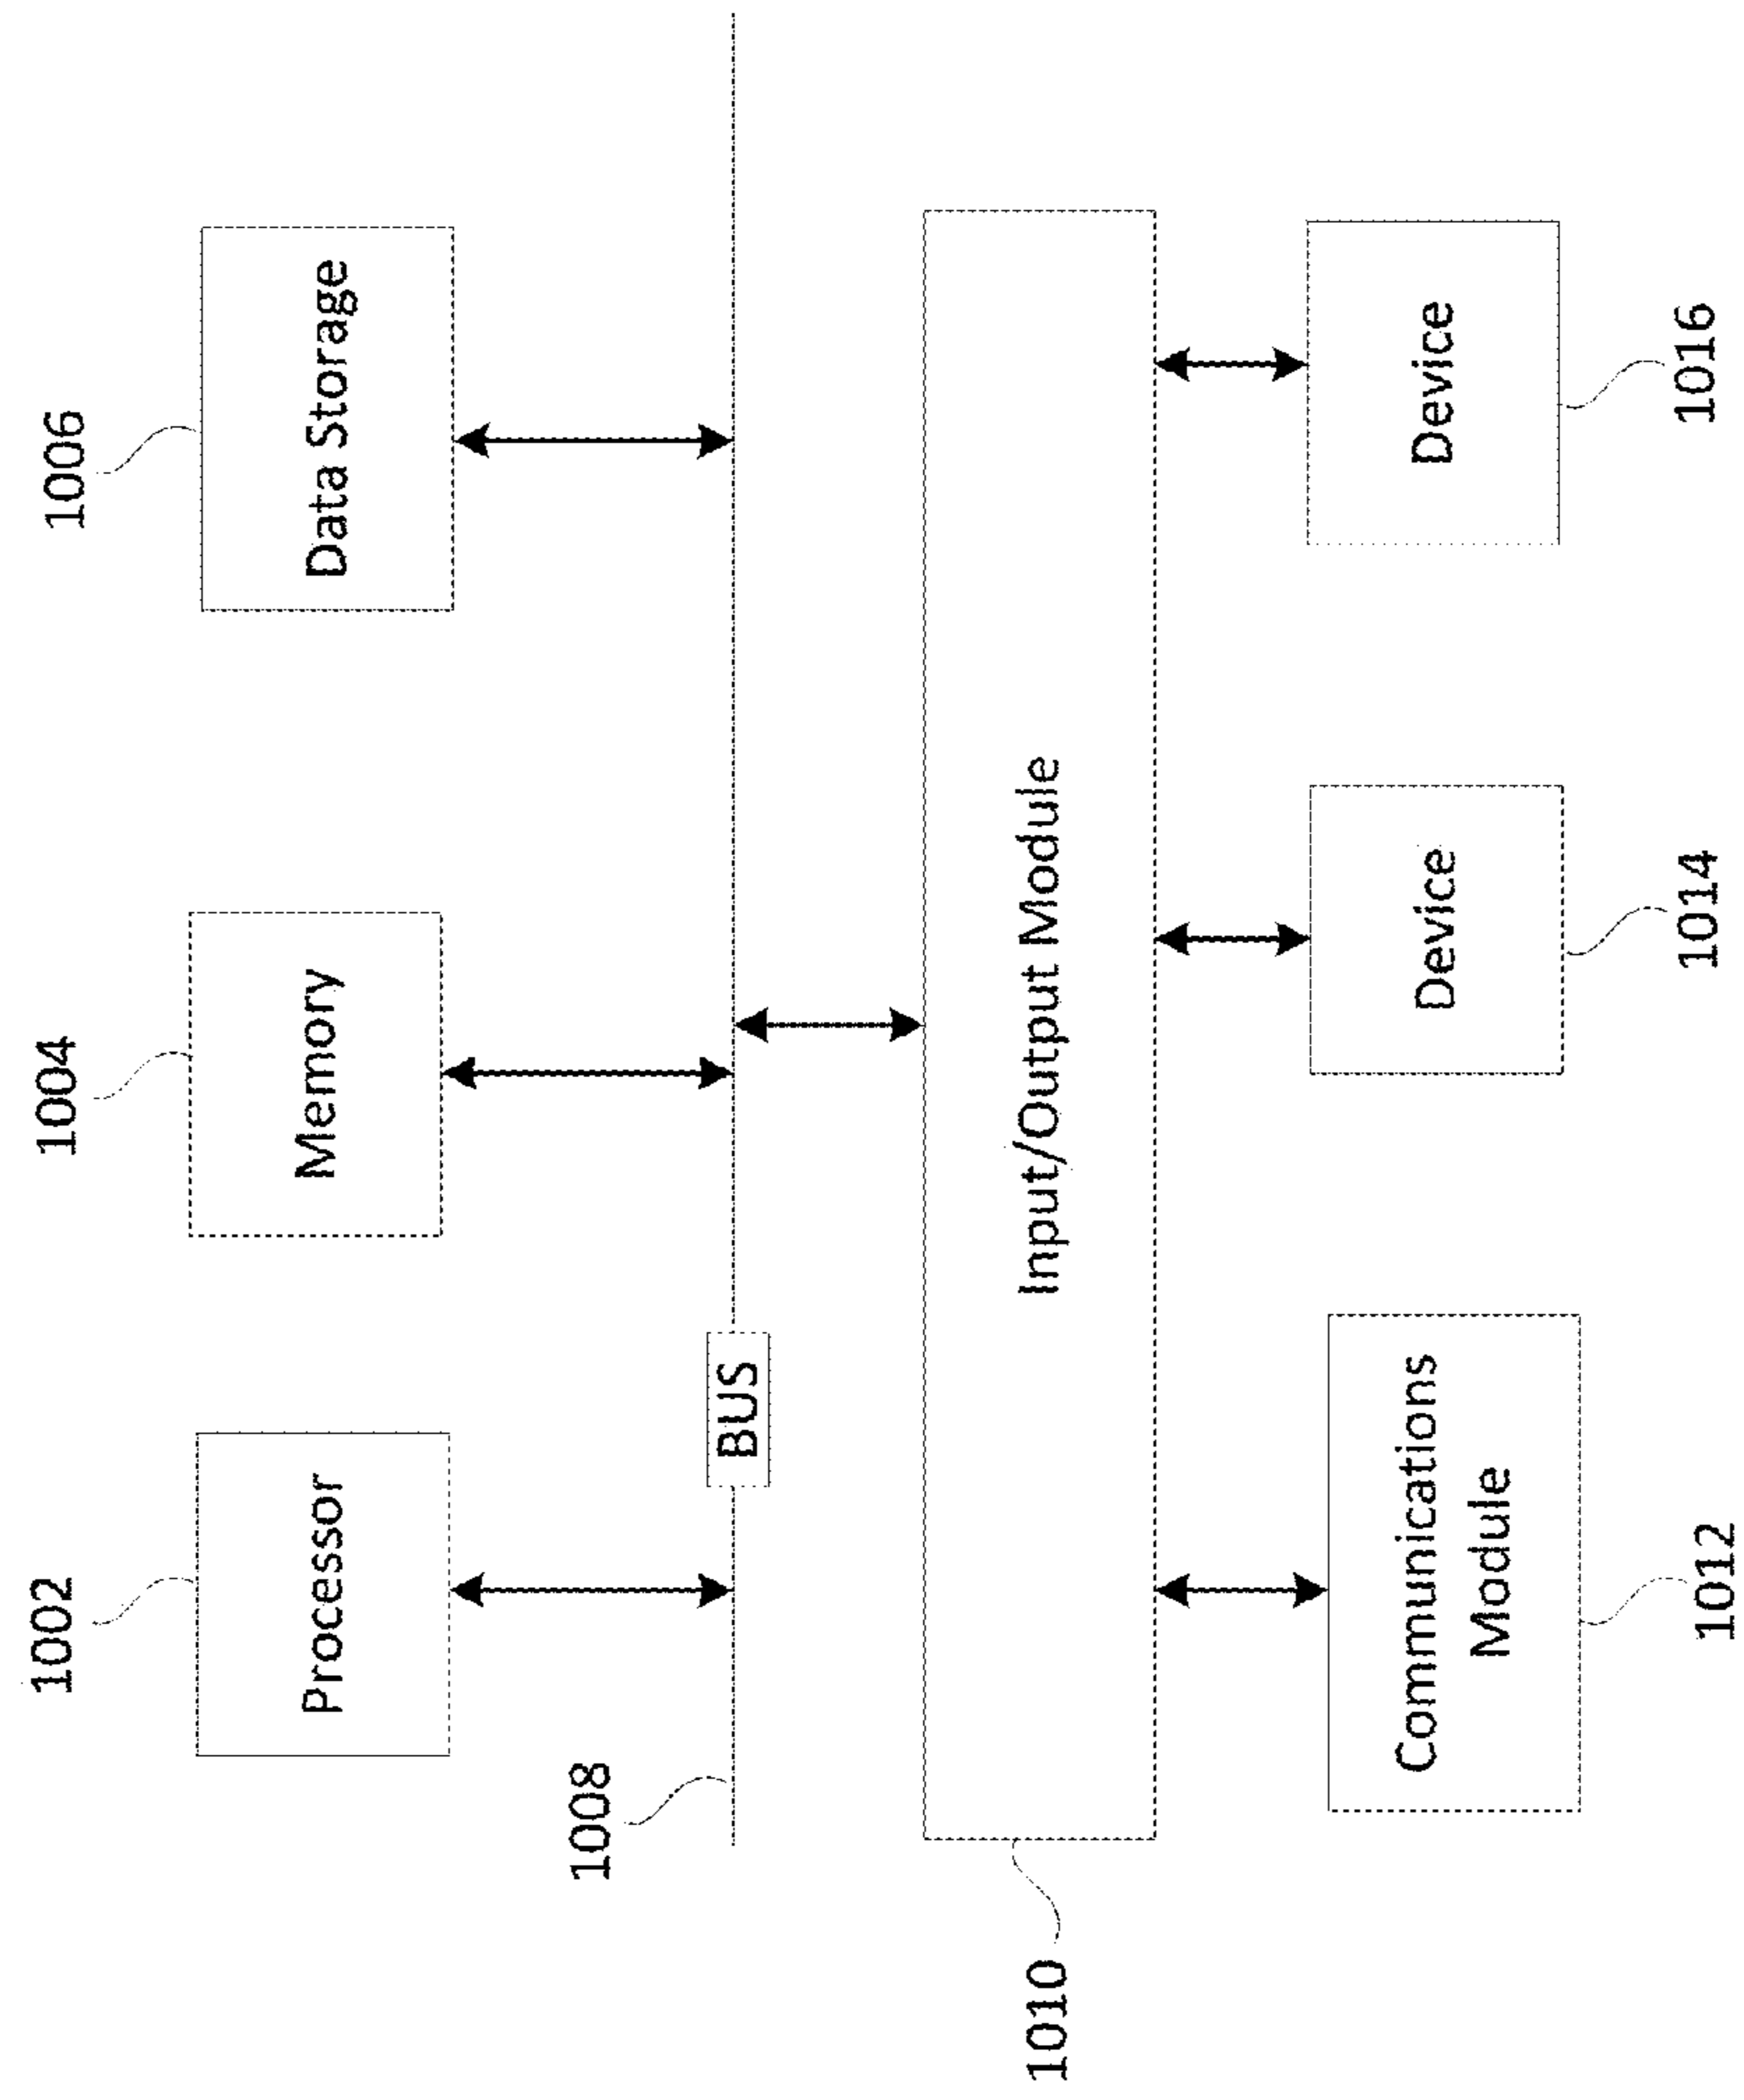 1002
1004
1006
Processor
Memory
Data Storage
1008
BUS
1010
Input/Output Module
Communications
Module
Device
Device
1012
1014
1016